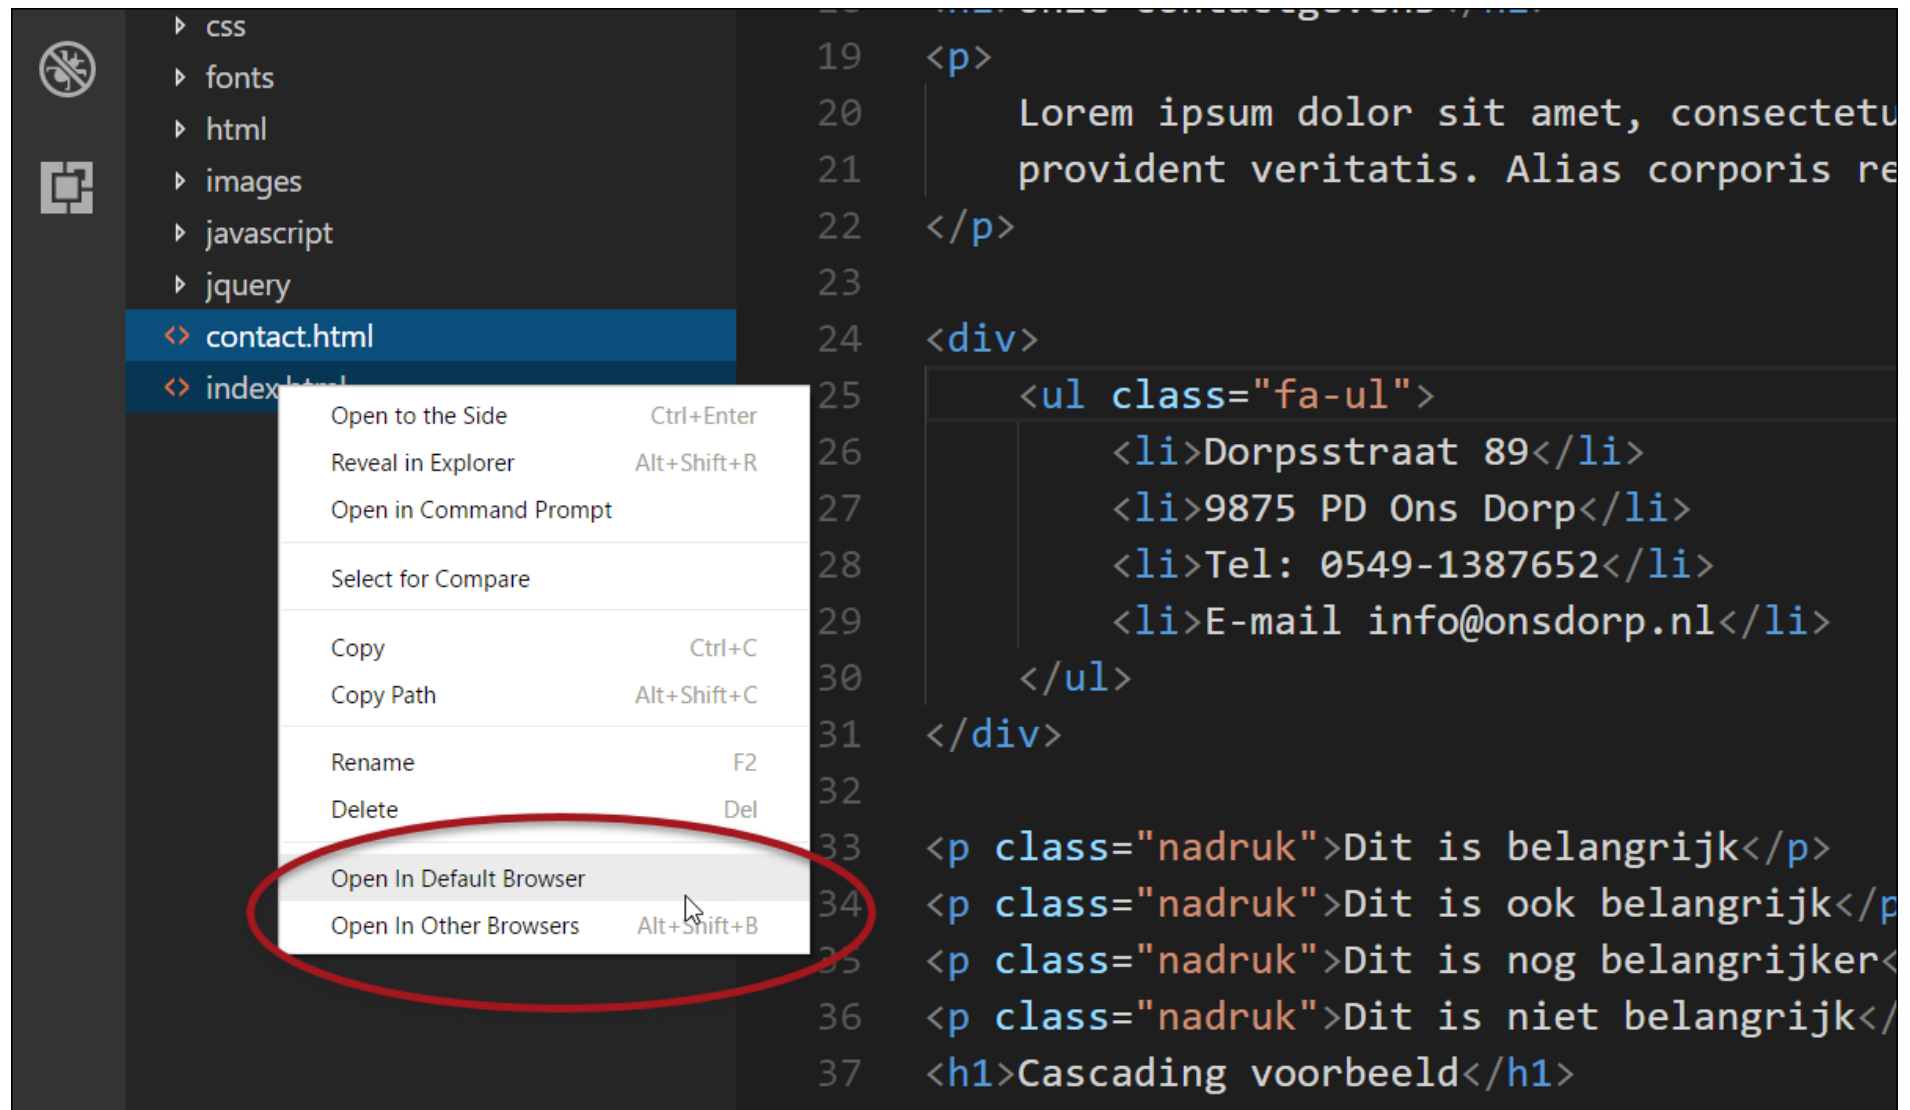 css
fonts
html
images
javascript
jquery
contact.html
index.html
Open to the Side Ctrl+Enter
Reveal in Explorer Alt+Shift+R
Open in Command Prompt
Select for Compare
Copy Ctrl+C
Copy Path Alt+Shift+C
Rename F2
Delete Del
Open In Default Browser
Open In Other Browsers Alt+Shift+B
19 <p>
20 Lorem ipsum dolor sit amet, consectetu
21 provident veritatis. Alias corporis re
22 </p>
23
24 <div>
25 <ul class="fa-ul">
26 <li>Dorpsstraat 89</li>
27 <li>9875 PD Ons Dorp</li>
28 <li>Tel: 0549-1387652</li>
29 <li>E-mail info@onsdorp.nl</li>
30 </ul>
31 </div>
32
33 <p class="nadruk">Dit is belangrijk</p>
34 <p class="nadruk">Dit is ook belangrijk</p
35 <p class="nadruk">Dit is nog belangrijker<
36 <p class="nadruk">Dit is niet belangrijk</
37 <h1>Cascading voorbeeld</h1>